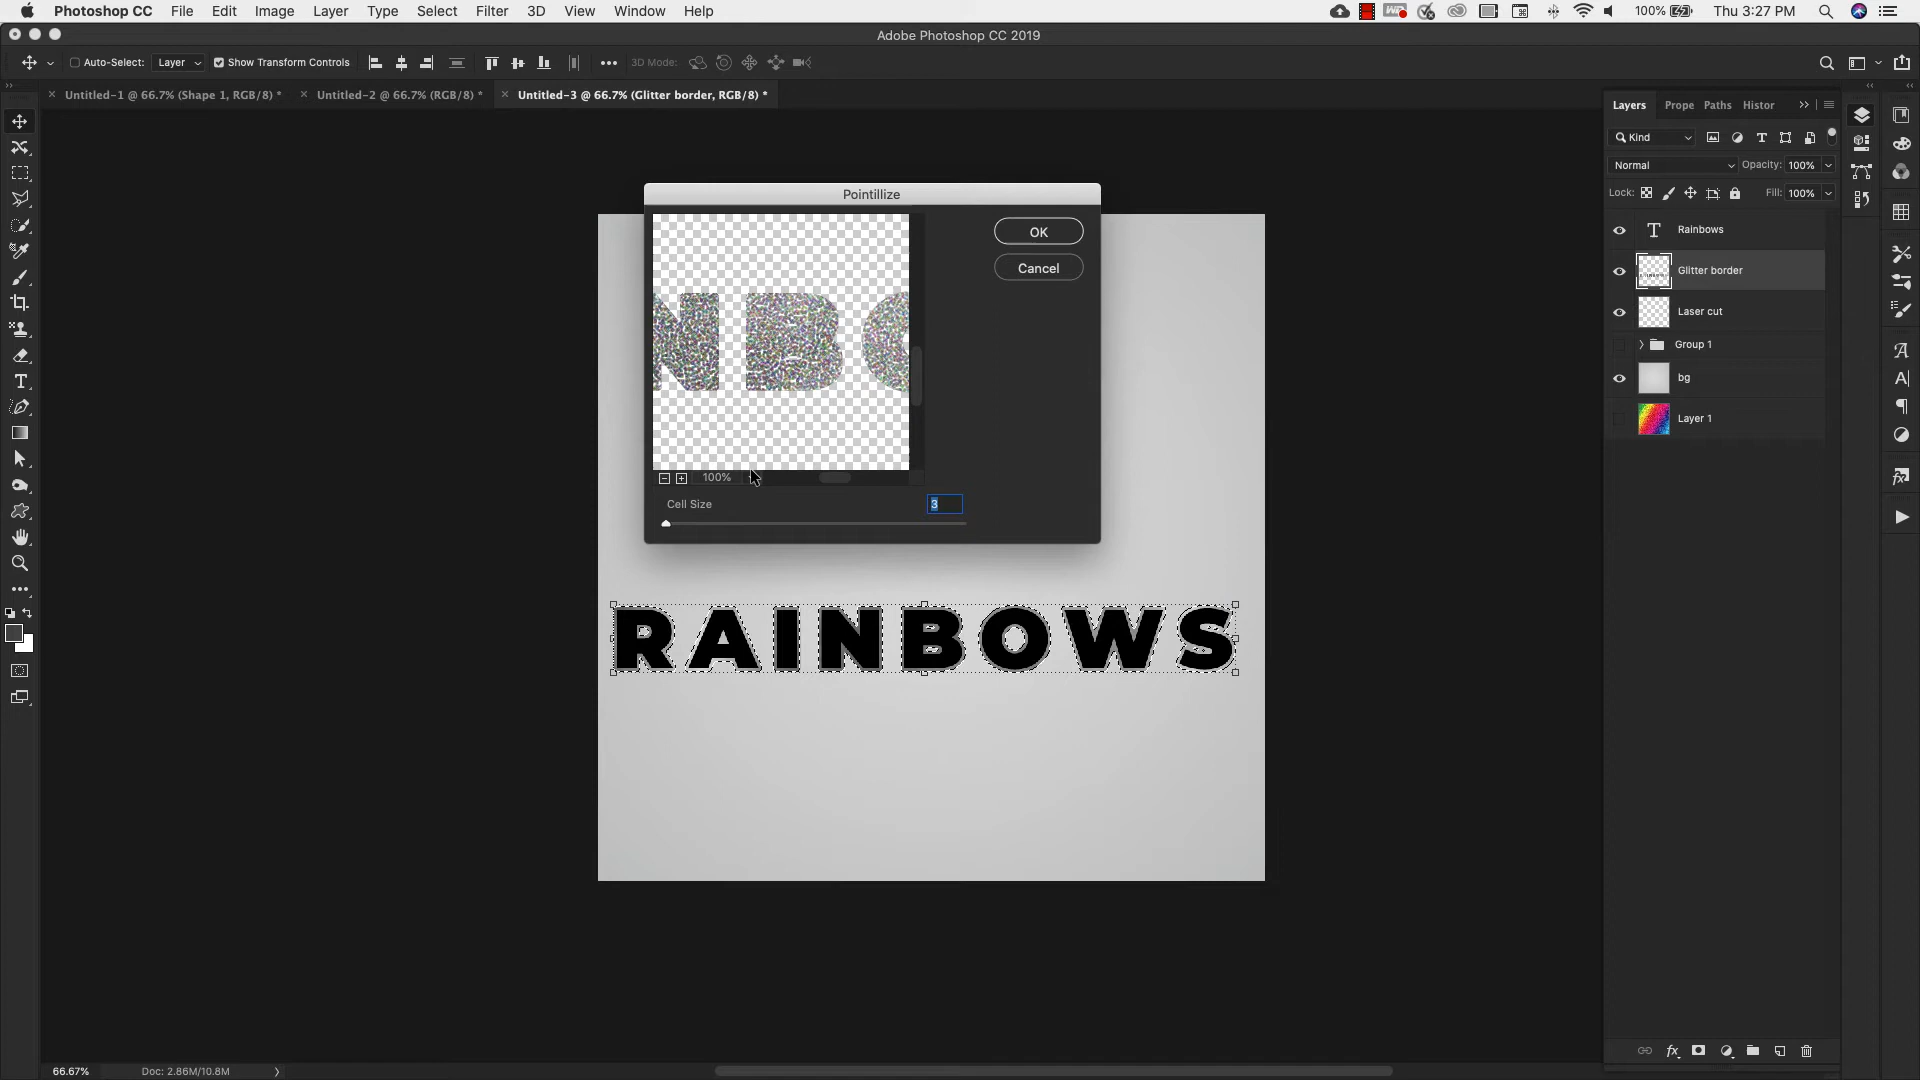 Photoshop CC File Edit Image Layer Type Select Filter 3D View Window Help 100% Thu 3:27 PM
Adobe Photoshop CC 2019
Auto-Select: Layer Show Transform Controls 3D Mode:
Untitled-1 @ 66.7% (Shape 1, RGB/8) * Untitled-2 @ 66.7% (RGB/8) * Untitled-3 @ 66.7% (Glitter border, RGB/8) *
Layers Prope Paths Histor
Kind
Normal Opacity: 100%
Lock: Fill: 100%
Rainbows
Glitter border
Laser cut
Group 1
bg
Layer 1
Pointillize
OK
Cancel
NBO
100%
Cell Size 3
RAINBOWS
66.67% Doc: 2.86M/10.8M